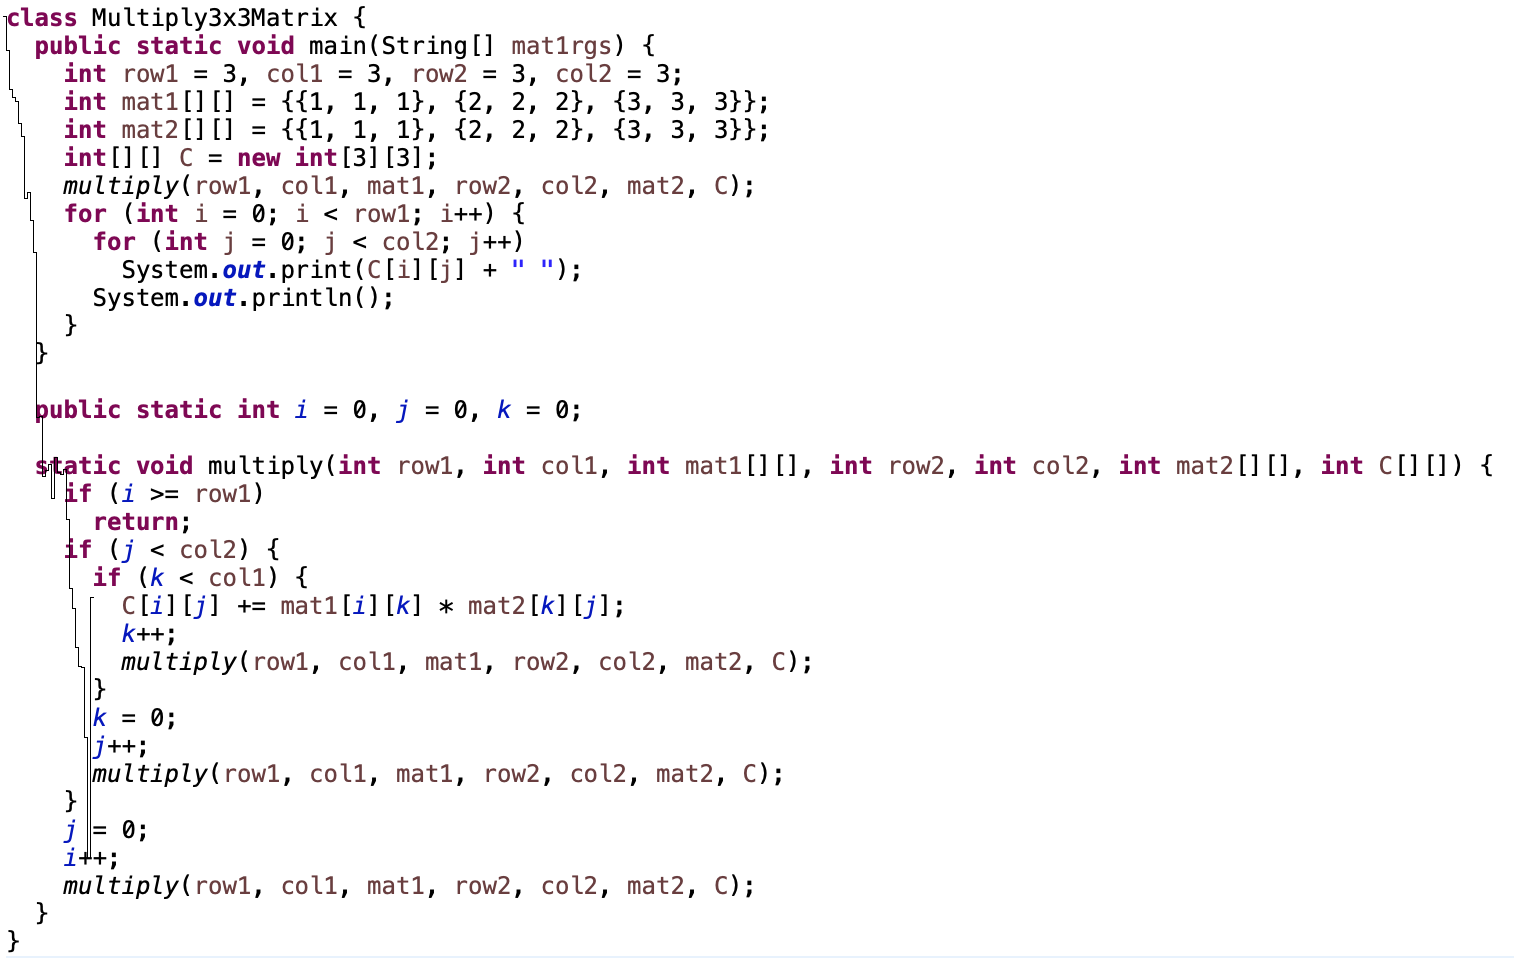 class Multiply3x3Matrix {
  public static void main(String[] mat1rgs) {
    int row1 = 3, col1 = 3, row2 = 3, col2 = 3;
    int mat1[][] = {{1, 1, 1}, {2, 2, 2}, {3, 3, 3}};
    int mat2[][] = {{1, 1, 1}, {2, 2, 2}, {3, 3, 3}};
    int[][] C = new int[3][3];
    multiply(row1, col1, mat1, row2, col2, mat2, C);
    for (int i = 0; i < row1; i++) {
      for (int j = 0; j < col2; j++)
        System.out.print(C[i][j] + " ");
      System.out.println();
    }
  }

  public static int i = 0, j = 0, k = 0;

  static void multiply(int row1, int col1, int mat1[][], int row2, int col2, int mat2[][], int C[][]) {
    if (i >= row1)
      return;
    if (j < col2) {
      if (k < col1) {
        C[i][j] += mat1[i][k] * mat2[k][j];
        k++;
        multiply(row1, col1, mat1, row2, col2, mat2, C);
      }
      k = 0;
      j++;
      multiply(row1, col1, mat1, row2, col2, mat2, C);
    }
    j = 0;
    i++;
    multiply(row1, col1, mat1, row2, col2, mat2, C);
  }
}